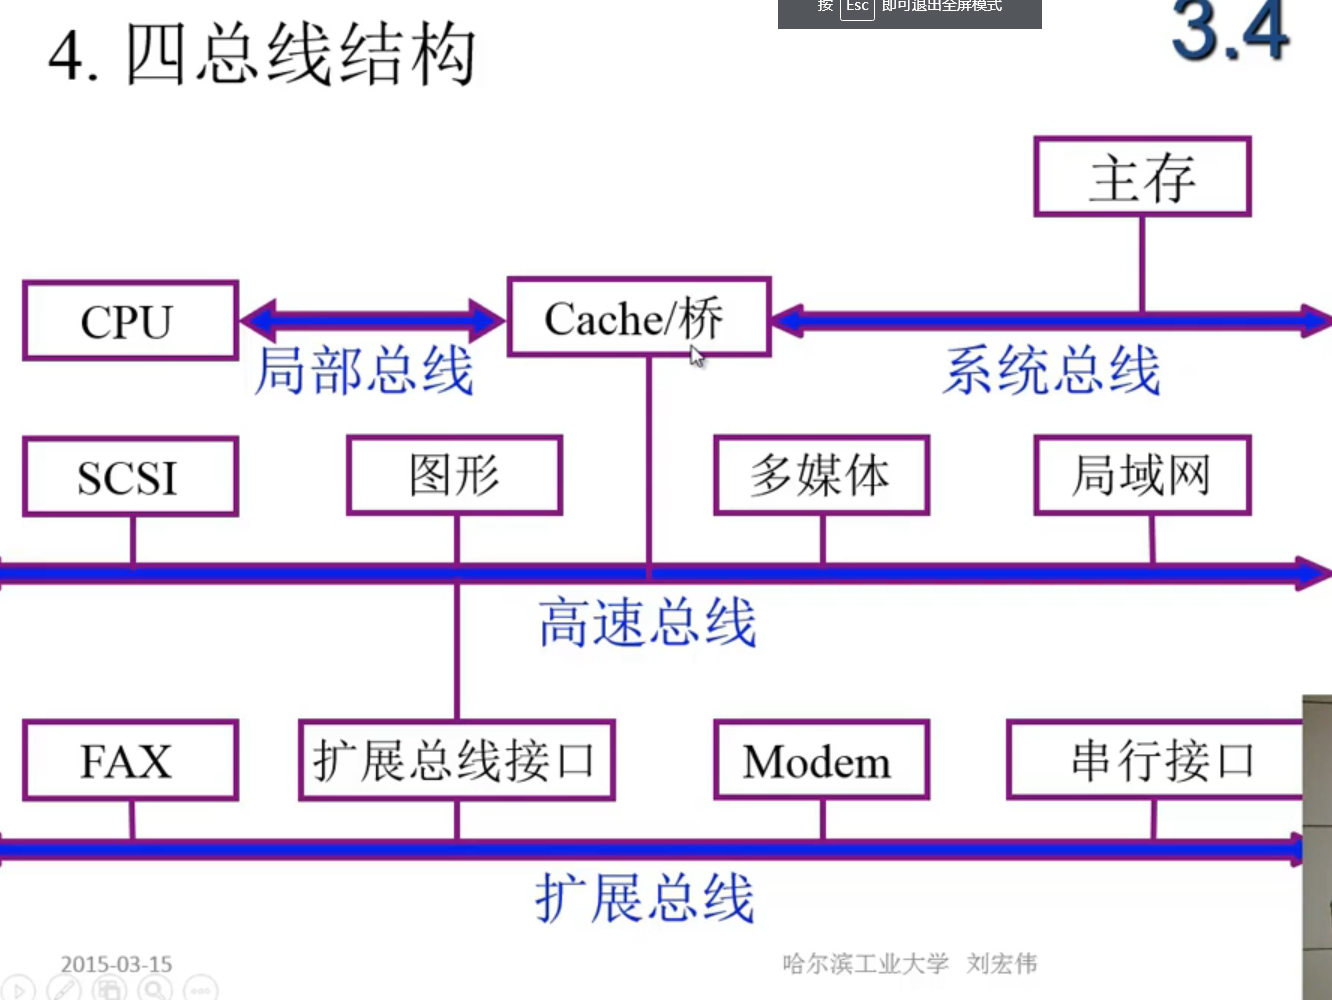 按 Esc 即可退出全屏模式
4. 四总线结构
3.4
主存
CPU
Cache/桥
局部总线
系统总线
SCSI
图形
多媒体
局域网
高速总线
FAX
扩展总线接口
Modem
串行接口
扩展总线
2015-03-15
哈尔滨工业大学 刘宏伟